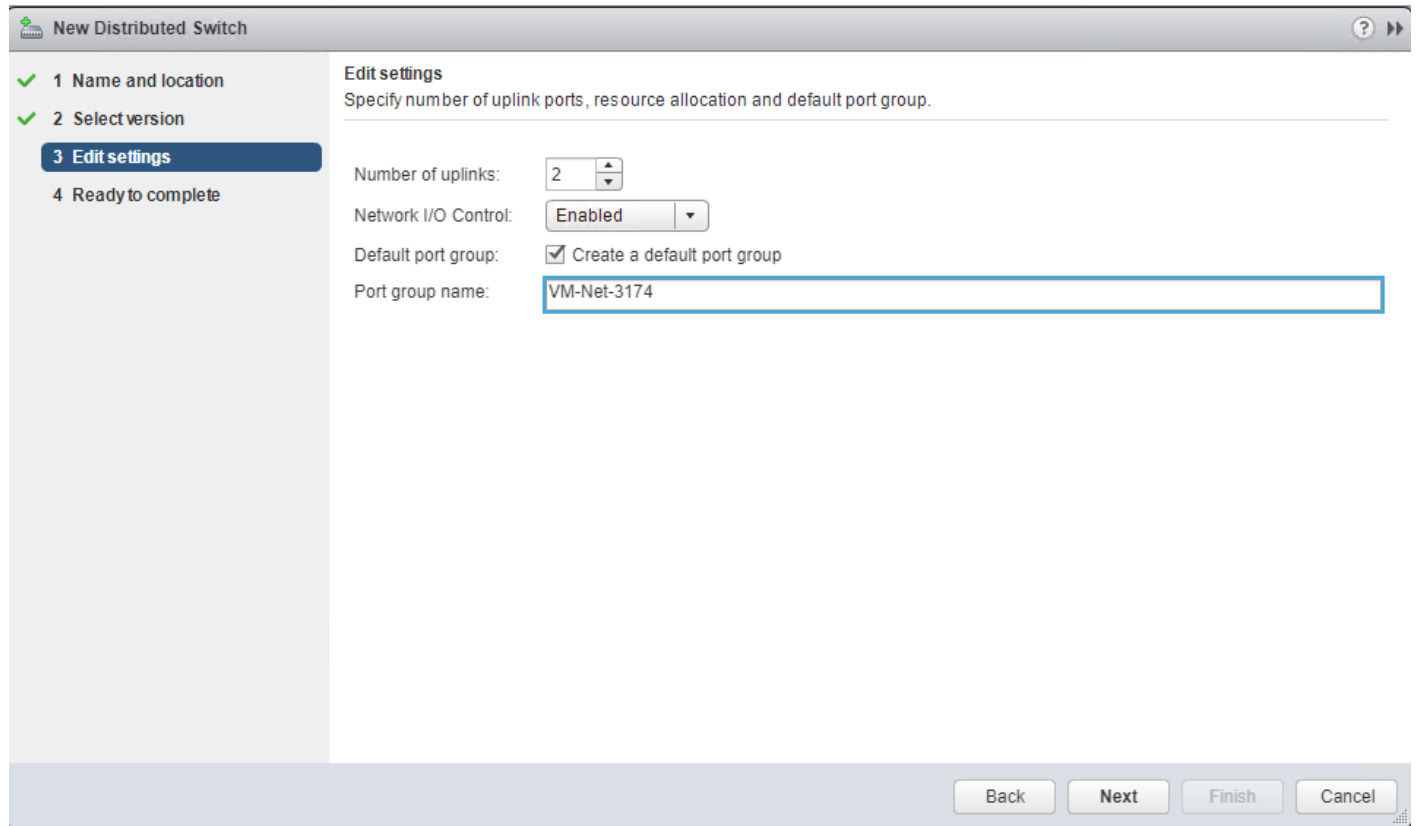 New Distributed Switch
?
1 Name and location
2 Select version
3 Edit settings
4 Ready to complete
Edit settings
Specify number of uplink ports, resource allocation and default port group.
Number of uplinks: 2
Network I/O Control: Enabled
Default port group: Create a default port group
Port group name: VM-Net-3174
Back Next Finish Cancel